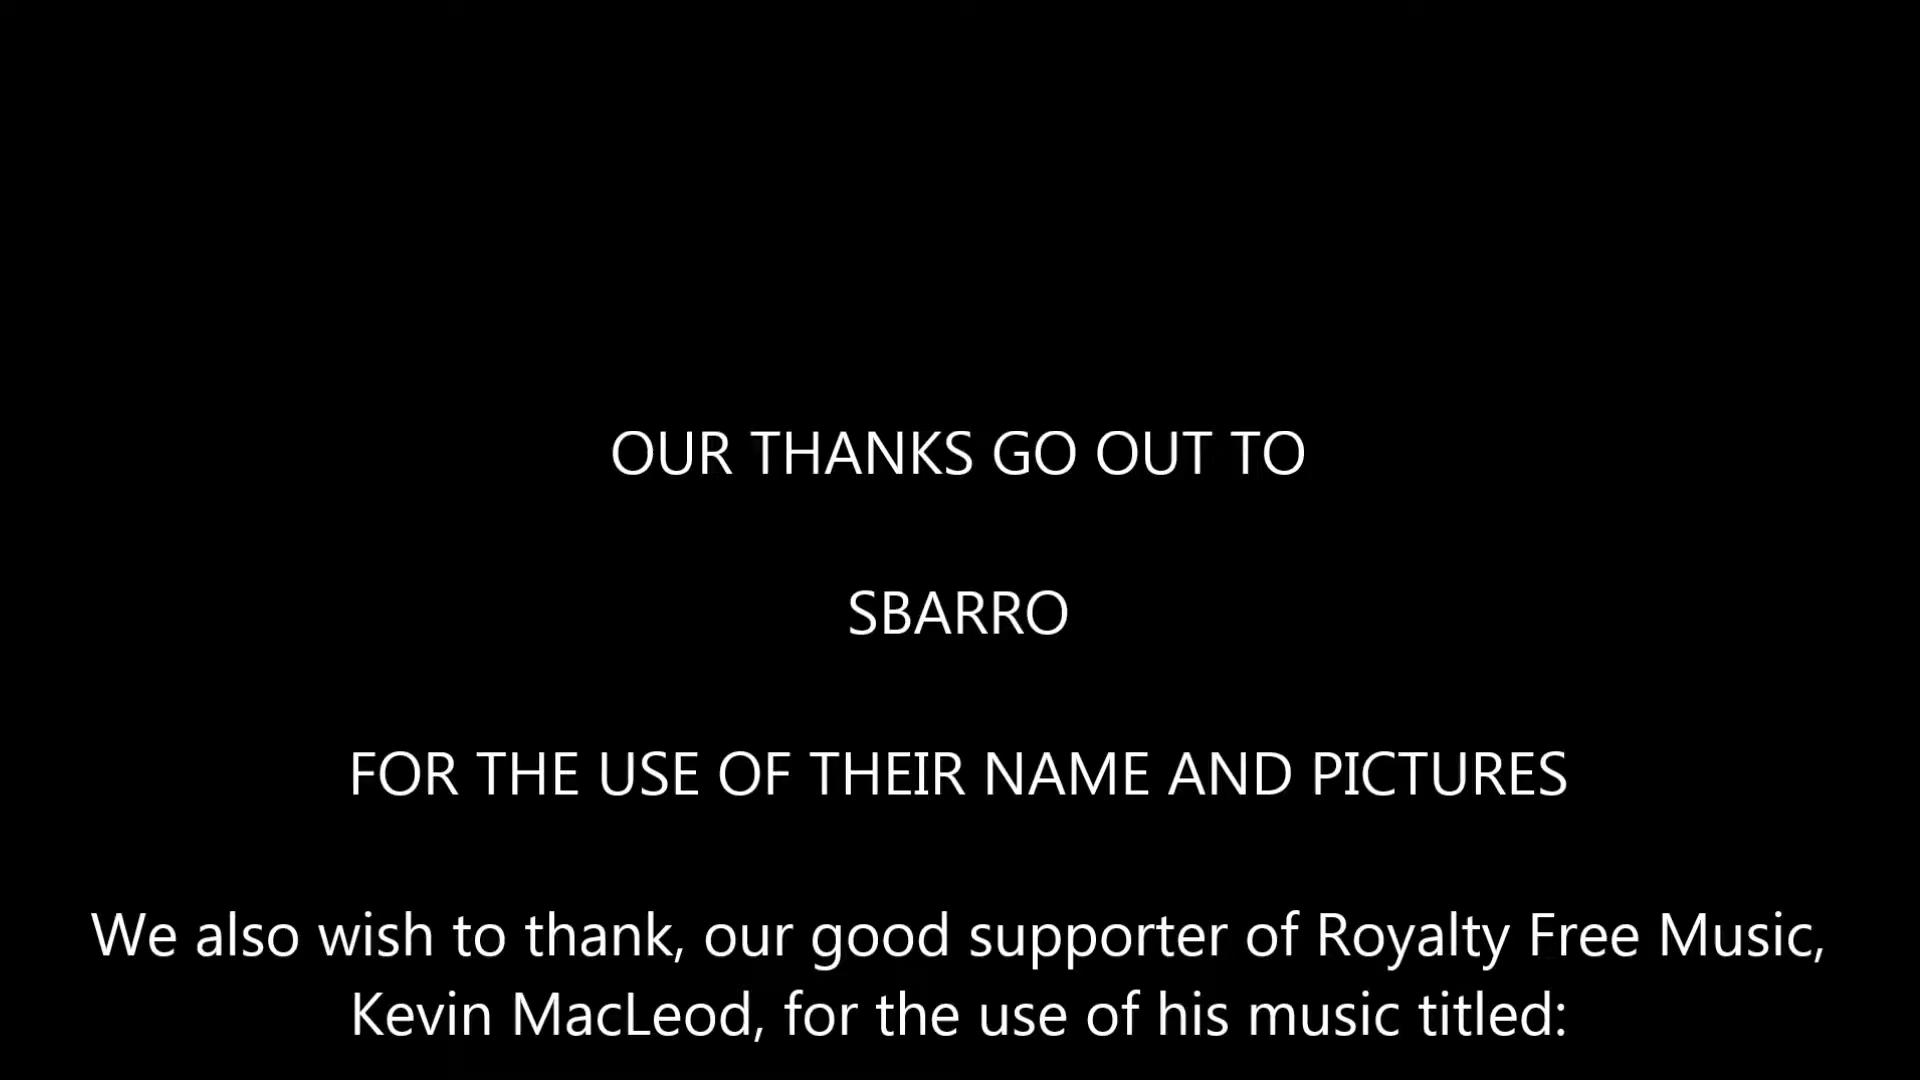 OUR THANKS GO OUT TO
SBARRO
FOR THE USE OF THEIR NAME AND PICTURES
We also wish to thank, our good supporter of Royalty Free Music,
Kevin MacLeod, for the use of his music titled: